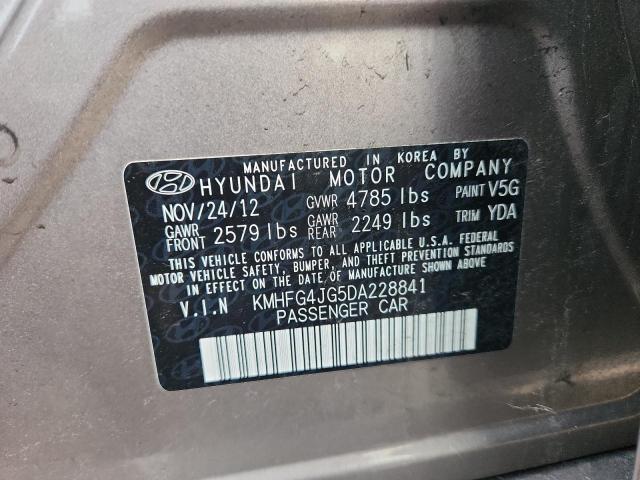 MANUFACTURED IN KOREA BY
HYUNDAI MOTOR COMPANY
NOV/24/12 GVWR 4785 lbs PAINT V5G
GAWR FRONT 2579 lbs GAWR REAR 2249 lbs TRIM YDA
THIS VEHICLE CONFORMS TO ALL APPLICABLE U.S.A. FEDERAL
MOTOR VEHICLE SAFETY, BUMPER, AND THEFT PREVENTION STANDARDS
IN EFFECT ON THE DATE OF MANUFACTURE SHOWN ABOVE.
V.I.N KMHFG4JG5DA228841
PASSENGER CAR